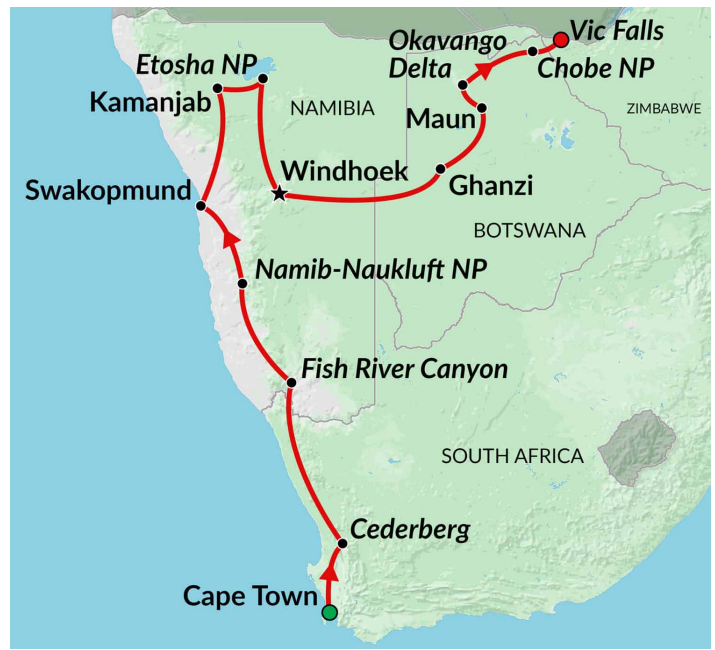 Vic Falls
Okavango
Delta
Chobe NP
Etosha NP
Kamanjab
NAMIBIA
Maun
ZIMBABWE
Windhoek
Ghanzi
Swakopmund
BOTSWANA
Namib-Naukluft NP
Fish River Canyon
SOUTH AFRICA
Cederberg
Cape Town